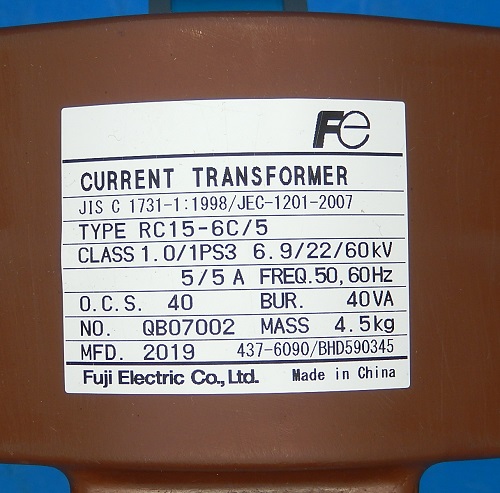 Fe
CURRENT TRANSFORMER
JIS C 1731-1:1998/JEC-1201-2007
TYPE RC15-6C/5
CLASS 1.0/1PS3 6.9/22/60kV
5/5 A FREQ. 50, 60Hz
O.C.S. 40 BUR. 40VA
NO. QB07002 MASS 4.5kg
MFD. 2019 437-6090/BHD590345
Fuji Electric Co., Ltd. Made in China